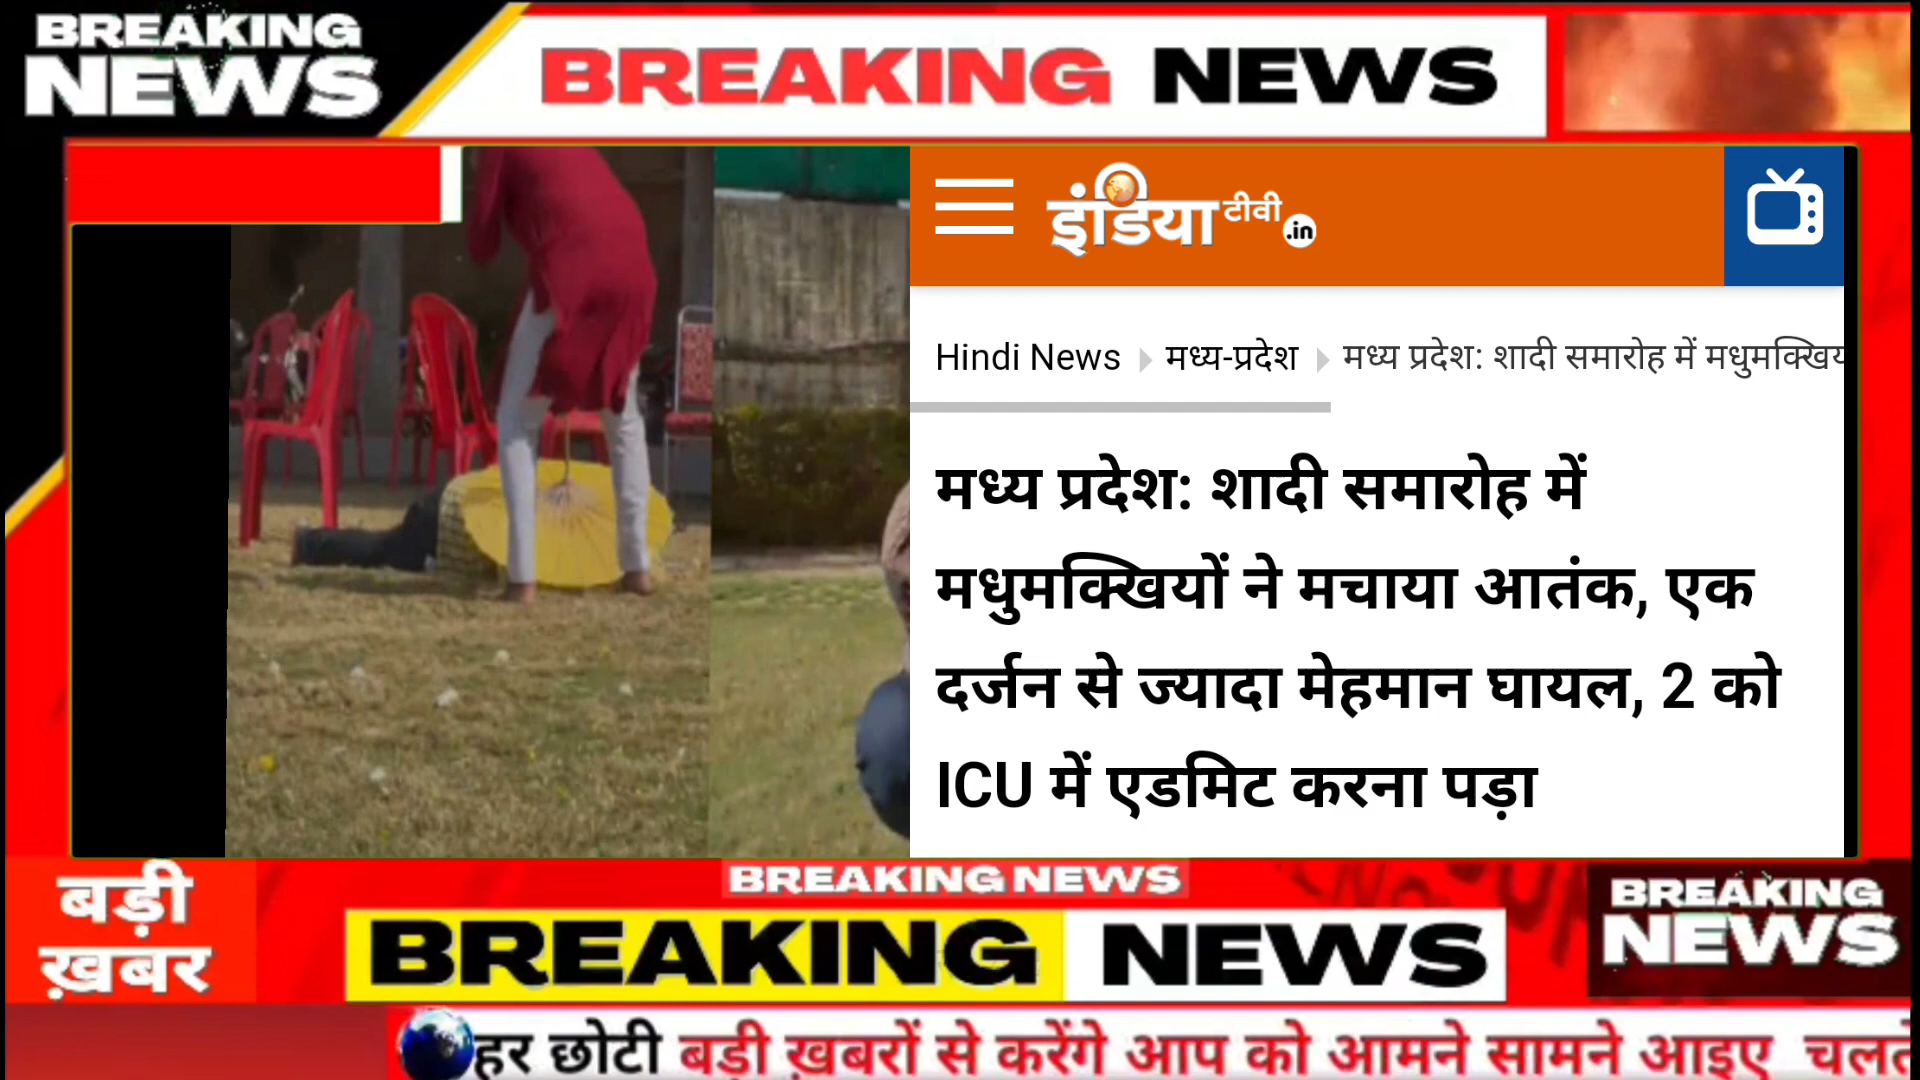 BREAKING
NEWS
BREAKING NEWS
इंडिया टीवी .in
Hindi News मध्य-प्रदेश मध्य प्रदेश: शादी समारोह में मधुमक्खिय
मध्य प्रदेश: शादी समारोह में
मधुमक्खियों ने मचाया आतंक, एक
दर्जन से ज्यादा मेहमान घायल, 2 को
ICU में एडमिट करना पड़ा
बड़ी
ख़बर
BREAKING NEWS
BREAKING NEWS
BREAKING
NEWS
हर छोटी बड़ी ख़बरों से करेंगे आप को आमने सामने आइए चलते